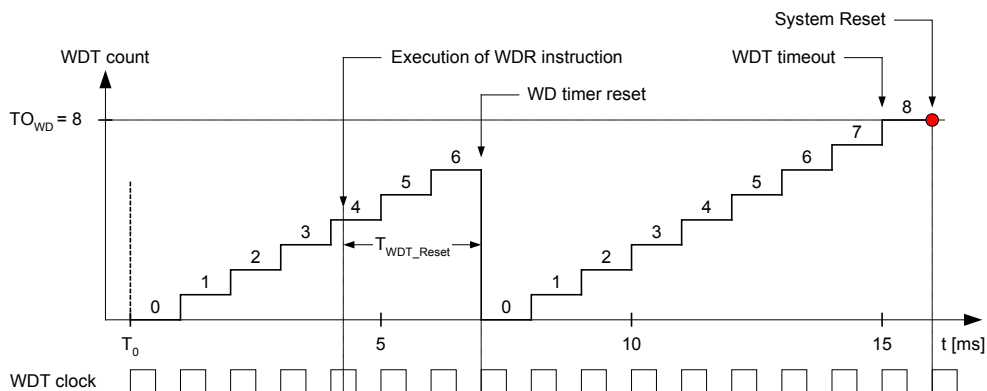 System Reset
WDT count
Execution of WDR instruction
WDT timeout
WD timer reset
TO_WD = 8
8
7
6
6
5
5
4
4
3
T_WDT_Reset
3
2
2
1
1
0
0
T_0
5
10
15
t [ms]
WDT clock